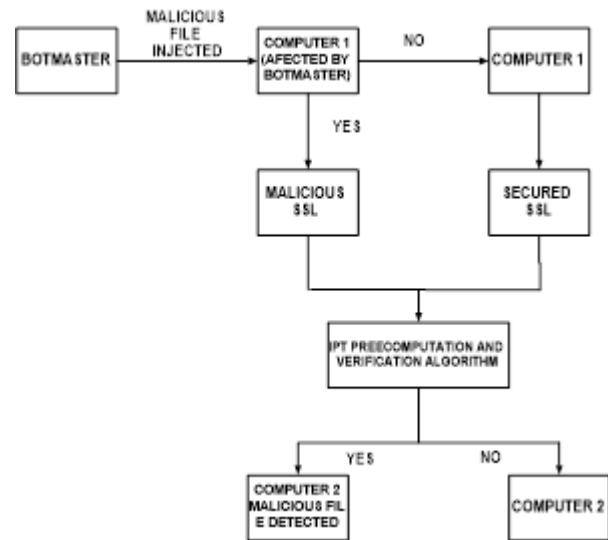 MALICIOUS
FILE
INJECTED
BOTMASTER
COMPUTER 1
(AFECTED BY
BOTMASTER)
NO
COMPUTER 1
YES
MALICIOUS
SSL
SECURED
SSL
IPT PREECOMPUTATION AND
VERIFICATION ALGORITHM
YES
NO
COMPUTER 2
MALICIOUS FIL
E DETECTED
COMPUTER 2